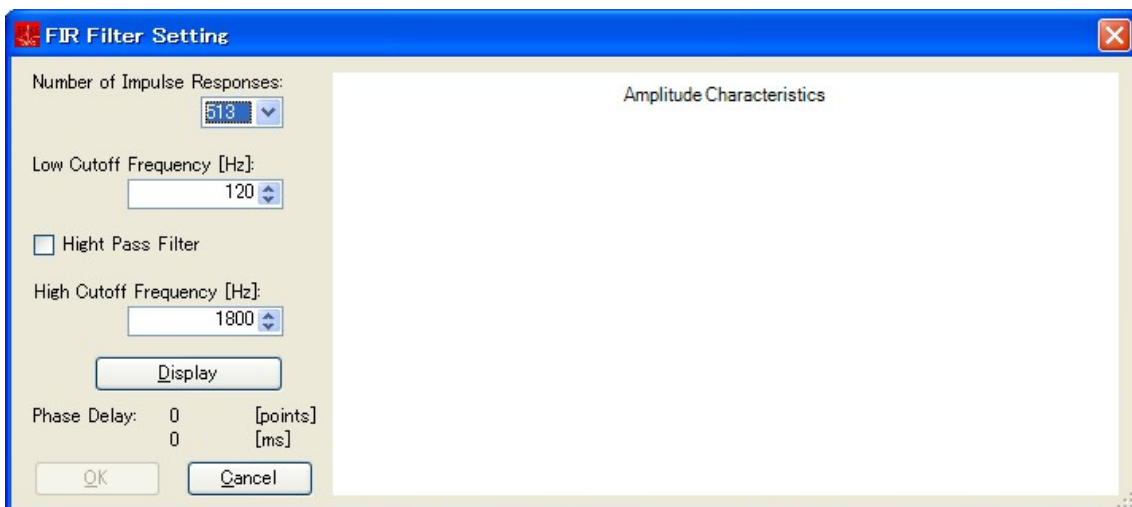 FIR Filter Setting
Number of Impulse Responses:
513
Low Cutoff Frequency [Hz]:
120
Hight Pass Filter
High Cutoff Frequency [Hz]:
1800
Display
Phase Delay: 0 [points]
0 [ms]
OK Cancel
Amplitude Characteristics